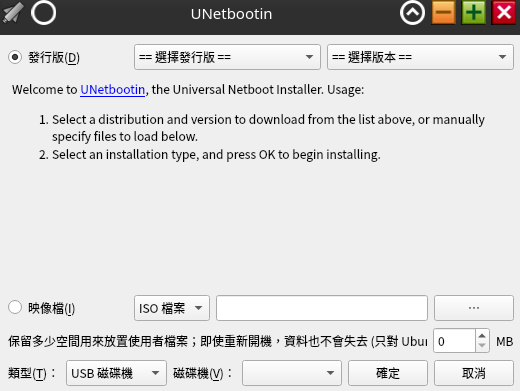 UNetbootin
發行版(D) == 選擇發行版 == == 選擇版本 ==
Welcome to UNetbootin, the Universal Netboot Installer. Usage:
1. Select a distribution and version to download from the list above, or manually
specify files to load below.
2. Select an installation type, and press OK to begin installing.
映像檔(I) ISO 檔案 ...
保留多少空間用來放置使用者檔案；即使重新開機，資料也不會失去 (只對 Ubu 0 MB
類型(T)： USB 磁碟機 磁碟機(V)： 確定 取消